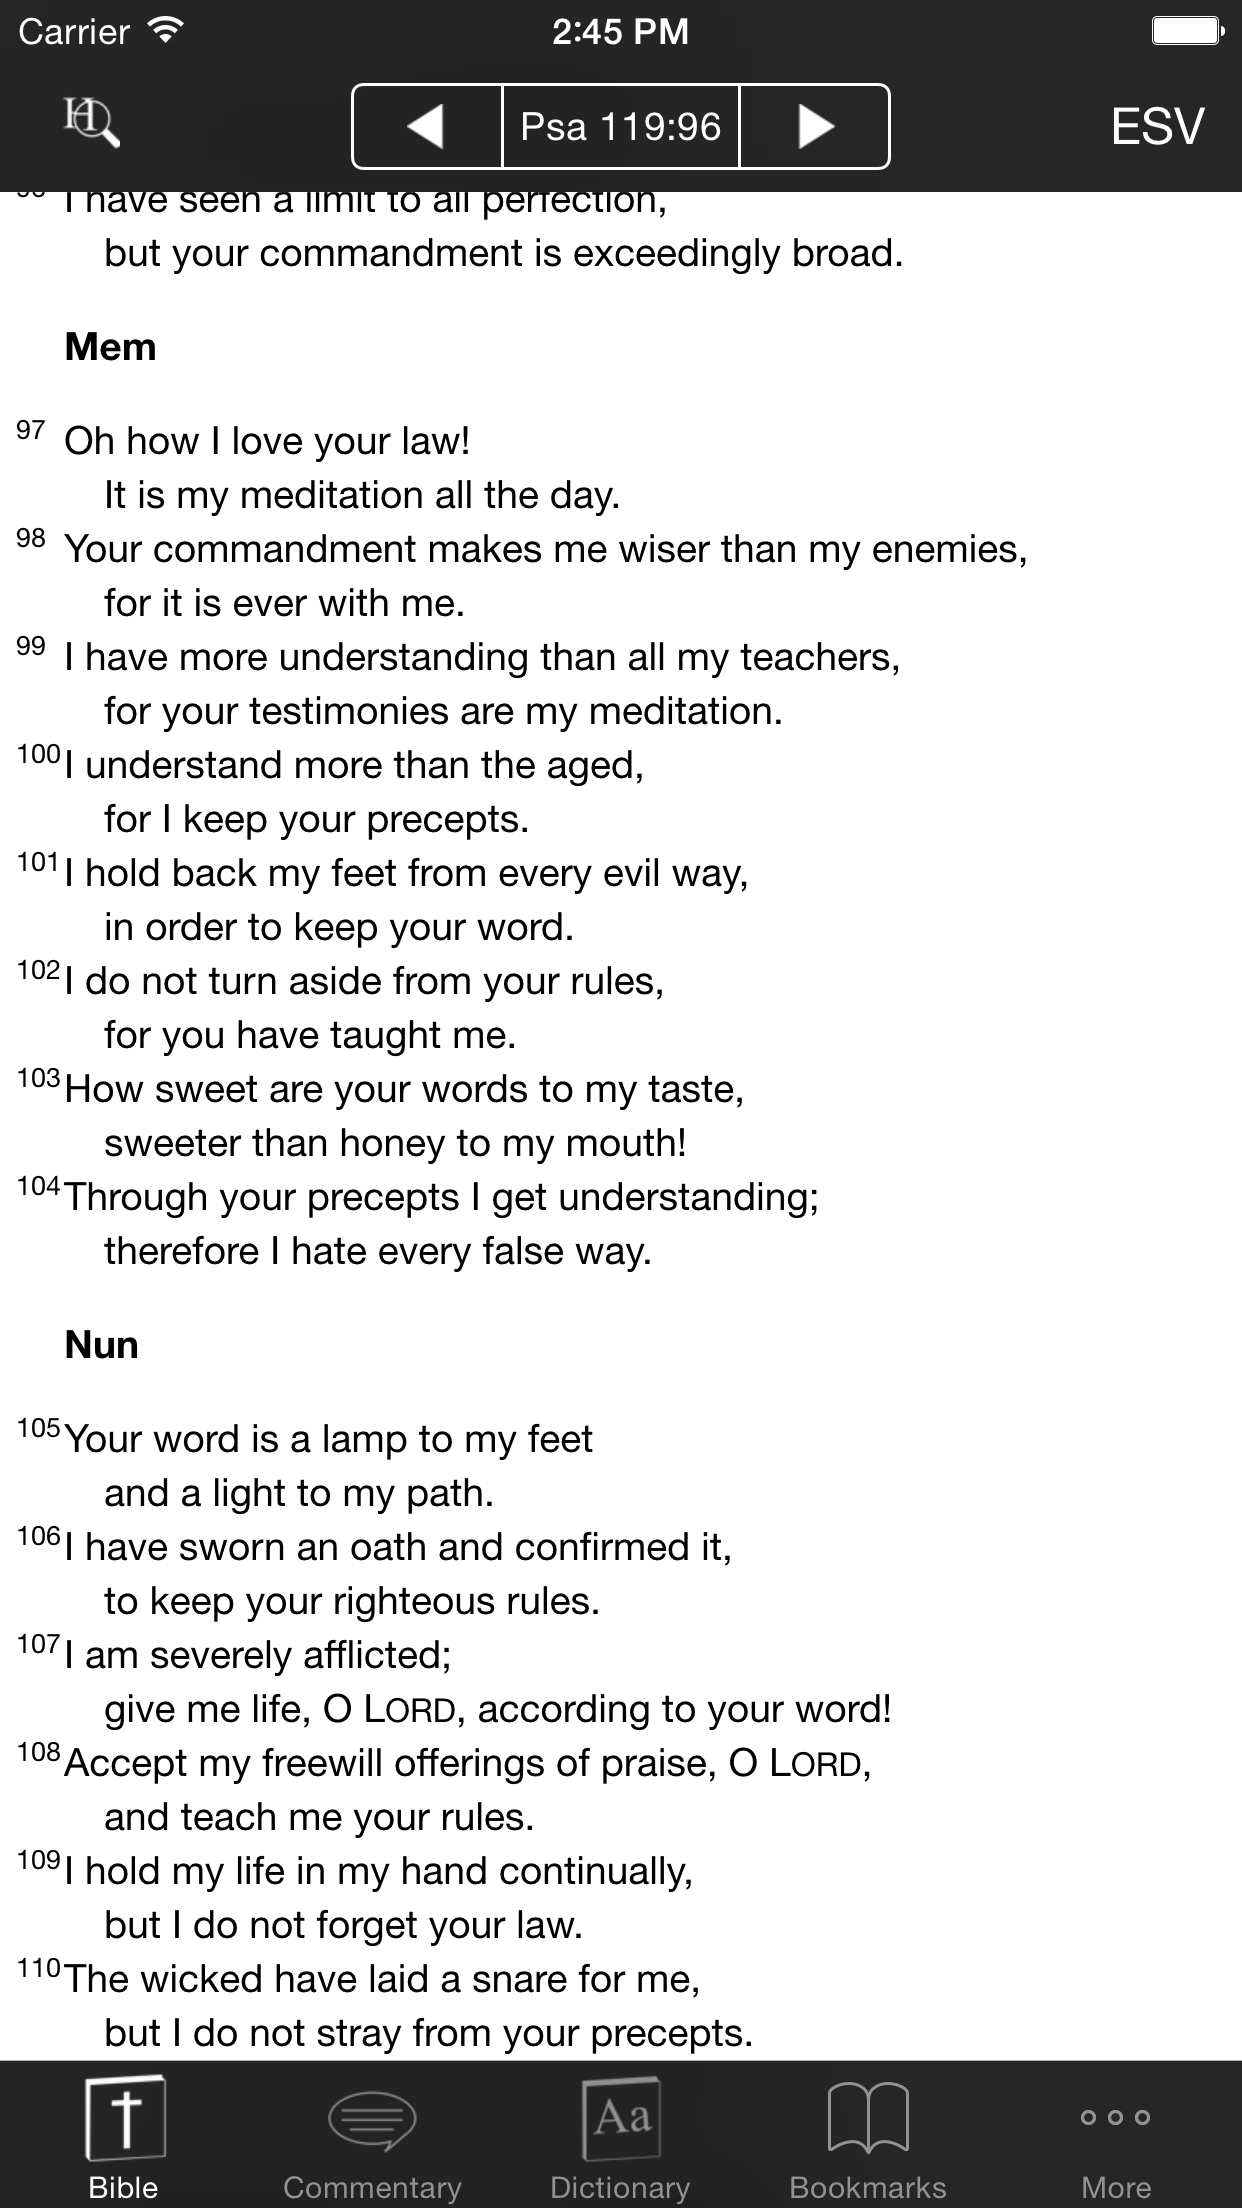 Carrier 2:45 PM
Psa 119:96 ESV
I have seen a limit to all perfection,
but your commandment is exceedingly broad.
Mem
97 Oh how I love your law!
It is my meditation all the day.
98 Your commandment makes me wiser than my enemies,
for it is ever with me.
99 I have more understanding than all my teachers,
for your testimonies are my meditation.
100 I understand more than the aged,
for I keep your precepts.
101 I hold back my feet from every evil way,
in order to keep your word.
102 I do not turn aside from your rules,
for you have taught me.
103 How sweet are your words to my taste,
sweeter than honey to my mouth!
104 Through your precepts I get understanding;
therefore I hate every false way.
Nun
105 Your word is a lamp to my feet
and a light to my path.
106 I have sworn an oath and confirmed it,
to keep your righteous rules.
107 I am severely afflicted;
give me life, O LORD, according to your word!
108 Accept my freewill offerings of praise, O LORD,
and teach me your rules.
109 I hold my life in my hand continually,
but I do not forget your law.
110 The wicked have laid a snare for me,
but I do not stray from your precepts.
Aa
Bible Commentary Dictionary Bookmarks More